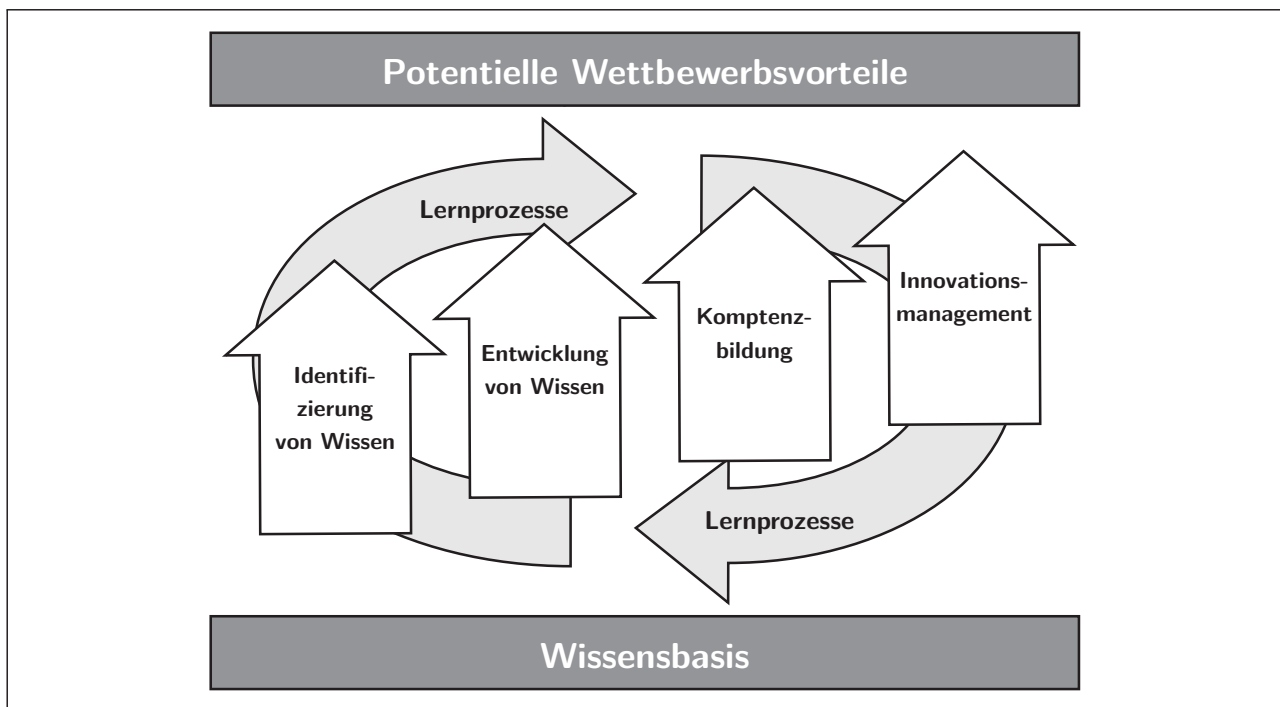 Potentielle Wettbewerbsvorteile
Lernprozesse
Identifi-
zierung
von Wissen
Entwicklung
von Wissen
Komptenz-
bildung
Innovations-
management
Lernprozesse
Wissensbasis